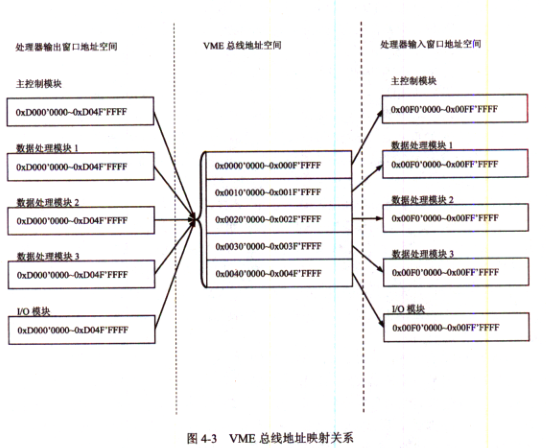 处理器输出窗口地址空间
VME 总线地址空间
处理器输入窗口地址空间
主控制模块
0xD000'0000~0xD04F'FFFF
数据处理模块 1
0xD000'0000~0xD04F'FFFF
数据处理模块 2
0xD000'0000~0xD04F'FFFF
数据处理模块 3
0xD000'0000~0xD04F'FFFF
I/O 模块
0xD000'0000~0xD04F'FFFF
0x0000'0000~0x000F'FFFF
0x0010'0000~0x001F'FFFF
0x0020'0000~0x002F'FFFF
0x0030'0000~0x003F'FFFF
0x0040'0000~0x004F'FFFF
主控制模块
0x00F0'0000~0x00FF'FFFF
数据处理模块 1
0x00F0'0000~0x00FF'FFFF
数据处理模块 2
0x00F0'0000~0x00FF'FFFF
数据处理模块 3
0x00F0'0000~0x00FF'FFFF
I/O 模块
0x00F0'0000~0x00FF'FFFF
图 4-3 VME 总线地址映射关系